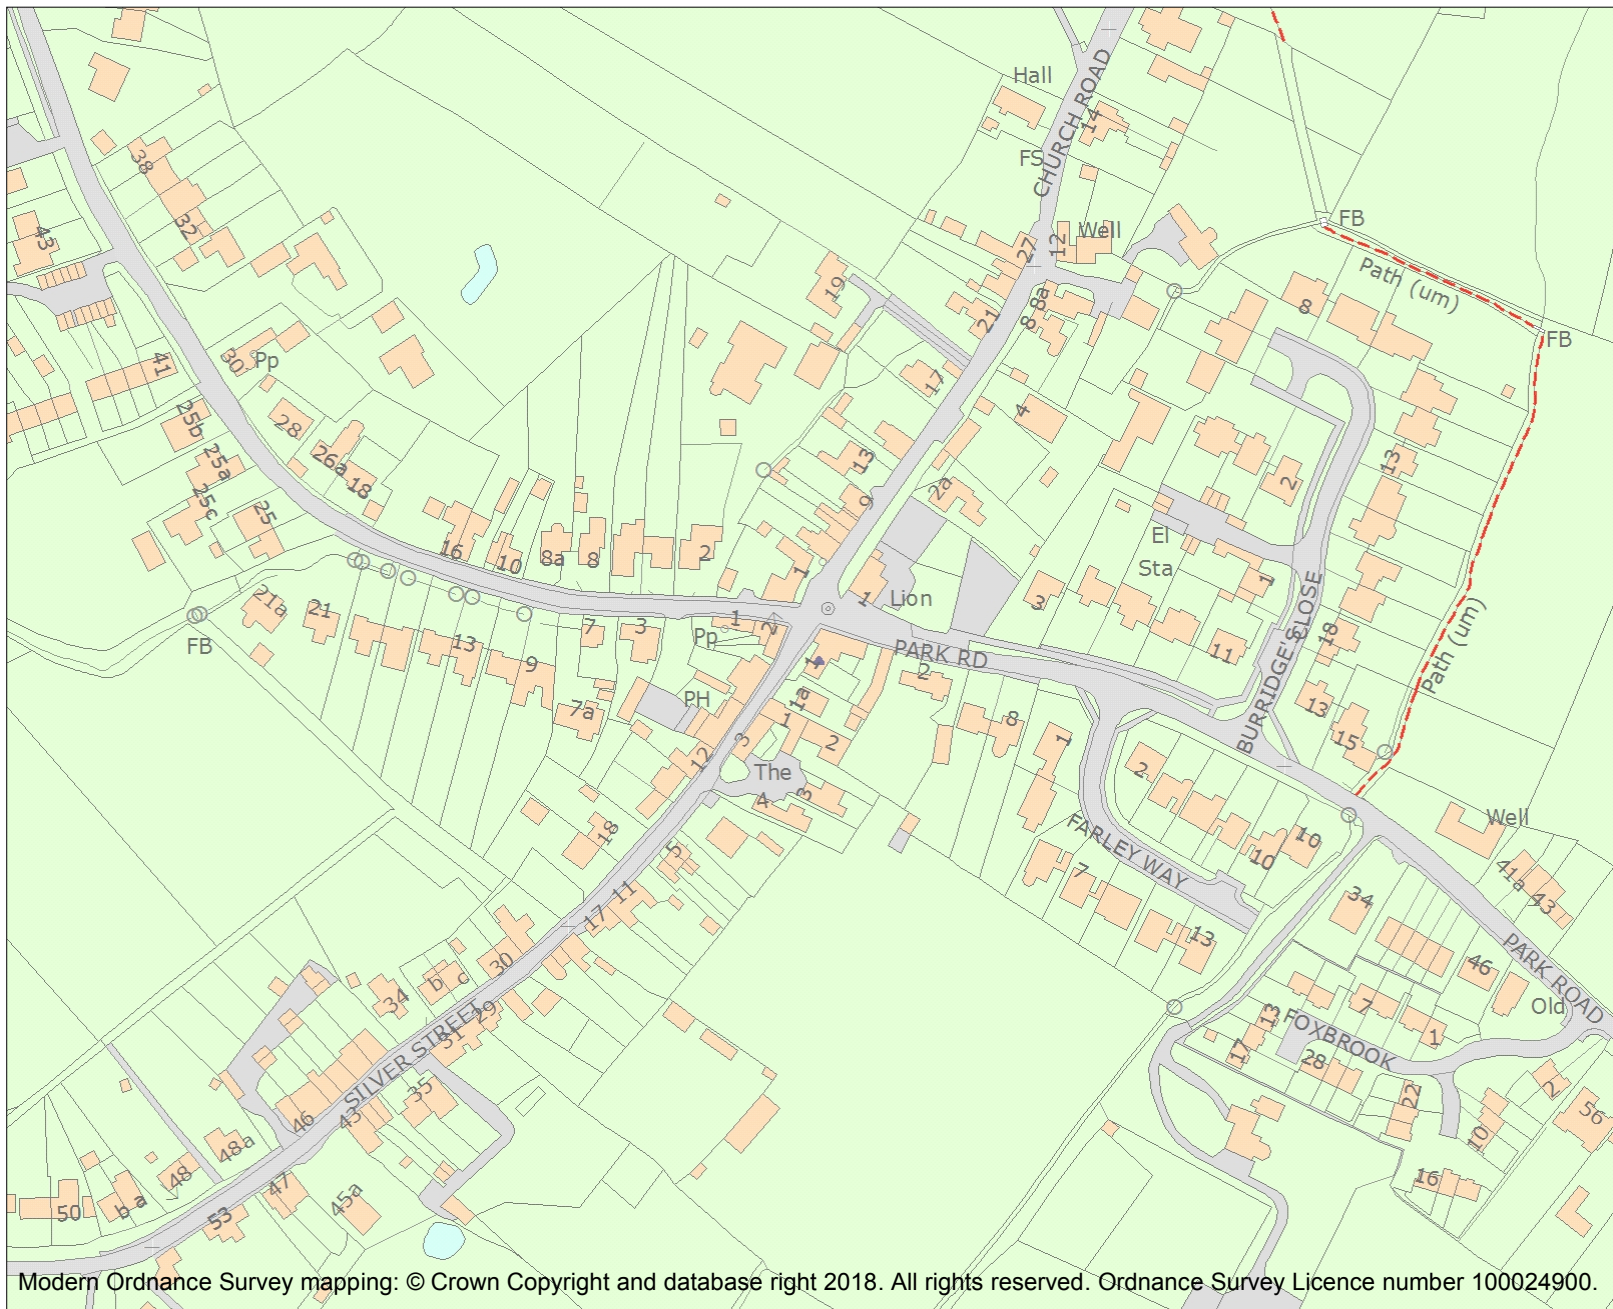 Hall
CHURCH ROAD
14
FS
38
32
43
Well
12
27
FB
Path (um)
FB
19
8a
8
21
8
30
Pp
41
17
28
4
25b
25a
26a
18
13
13
25c
25
9
2a
2
16
10
8a
8
2
1
El
Sta
1
3
1
Lion
21a
21
FB
7
3
1
2
Pp
13
9
7a
PH
1
1a
1
2
3
12
PARK RD
2
8
1
11
BURRIDGE'S CLOSE
18
13
15
Path (um)
The
4
3
2
FARLEY WAY
10
10
7
13
Well
41a
43
34
46
PARK ROAD
Old
18
5
11
17
30
b
c
34
29
31
SILVER STREET
35
43
46
48a
48
47
45a
53
50
b
a
13
17
FOXBROOK
7
1
28
22
10
16
2
56
Modern Ordnance Survey mapping: © Crown Copyright and database right 2018. All rights reserved. Ordnance Survey Licence number 100024900.